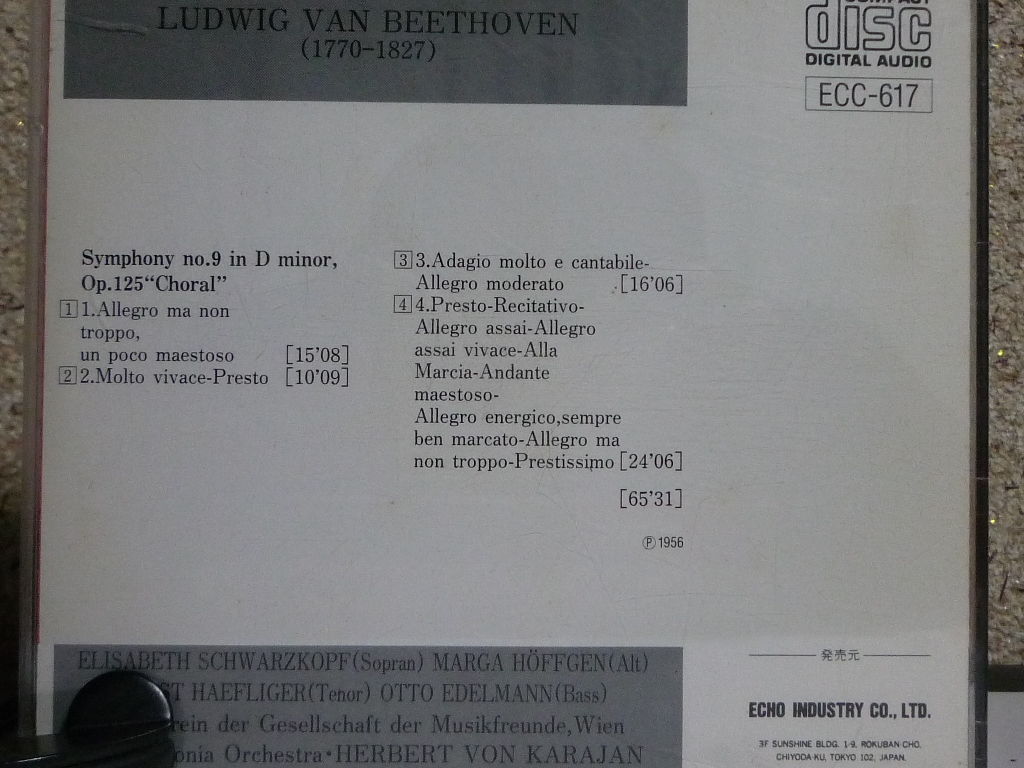 LUDWIG VAN BEETHOVEN
(1770-1827)
COMPACT
disc
DIGITAL AUDIO
ECC-617
Symphony no.9 in D minor,
Op.125“Choral”
1 1.Allegro ma non
troppo,
un poco maestoso [15'08]
2 2.Molto vivace-Presto [10'09]
3 3.Adagio molto e cantabile-
Allegro moderato [16'06]
4 4.Presto-Recitativo-
Allegro assai-Allegro
assai vivace-Alla
Marcia-Andante
maestoso-
Allegro energico,sempre
ben marcato-Allegro ma
non troppo-Prestissimo [24'06]
[65'31]
Ⓟ1956
ELISABETH SCHWARZKOPF(Sopran) MARGA HÖFFGEN(Alt)
ST HAEFLIGER(Tenor) OTTO EDELMANN(Bass)
rein der Gesellschaft der Musikfreunde,Wien
onia Orchestra・HERBERT VON KARAJAN
発売元
ECHO INDUSTRY CO., LTD.
3F SUNSHINE BLDG. 1-9, ROKUBAN-CHO,
CHIYODA-KU, TOKYO 102, JAPAN.